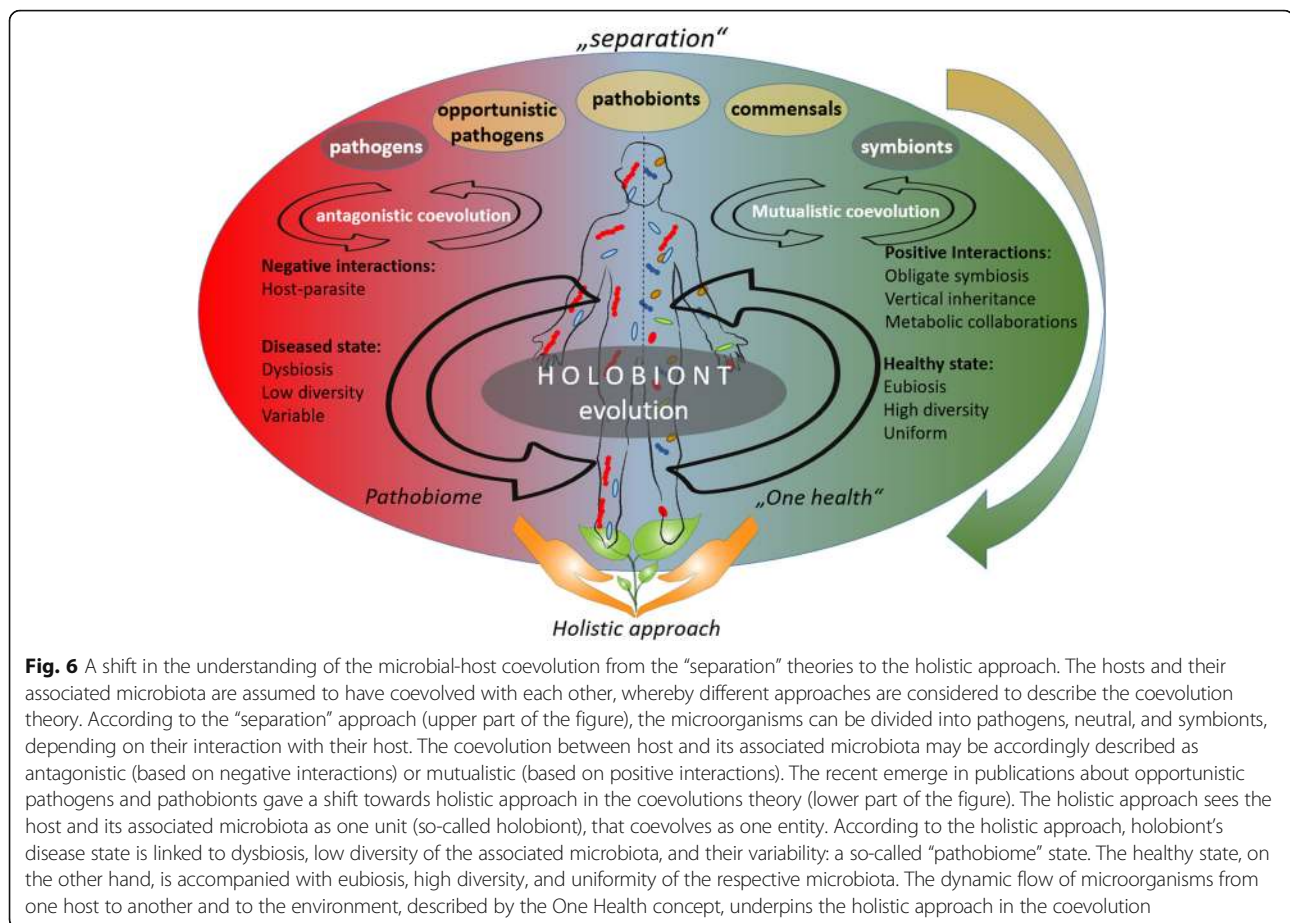 „separation“
pathobionts
opportunistic
pathogens
commensals
pathogens
symbionts
antagonistic coevolution
Mutualistic coevolution
Negative interactions:
Host-parasite
Diseased state:
Dysbiosis
Low diversity
Variable
Positive Interactions:
Obligate symbiosis
Vertical inheritance
Metabolic collaborations
Healthy state:
Eubiosis
High diversity
Uniform
HOLOBIONT
evolution
Pathobiome
„One health“
Holistic approach
Fig. 6 A shift in the understanding of the microbial-host coevolution from the “separation” theories to the holistic approach. The hosts and their
associated microbiota are assumed to have coevolved with each other, whereby different approaches are considered to describe the coevolution
theory. According to the “separation” approach (upper part of the figure), the microorganisms can be divided into pathogens, neutral, and symbionts,
depending on their interaction with their host. The coevolution between host and its associated microbiota may be accordingly described as
antagonistic (based on negative interactions) or mutualistic (based on positive interactions). The recent emerge in publications about opportunistic
pathogens and pathobionts gave a shift towards holistic approach in the coevolutions theory (lower part of the figure). The holistic approach sees the
host and its associated microbiota as one unit (so-called holobiont), that coevolves as one entity. According to the holistic approach, holobiont’s
disease state is linked to dysbiosis, low diversity of the associated microbiota, and their variability: a so-called “pathobiome” state. The healthy state, on
the other hand, is accompanied with eubiosis, high diversity, and uniformity of the respective microbiota. The dynamic flow of microorganisms from
one host to another and to the environment, described by the One Health concept, underpins the holistic approach in the coevolution